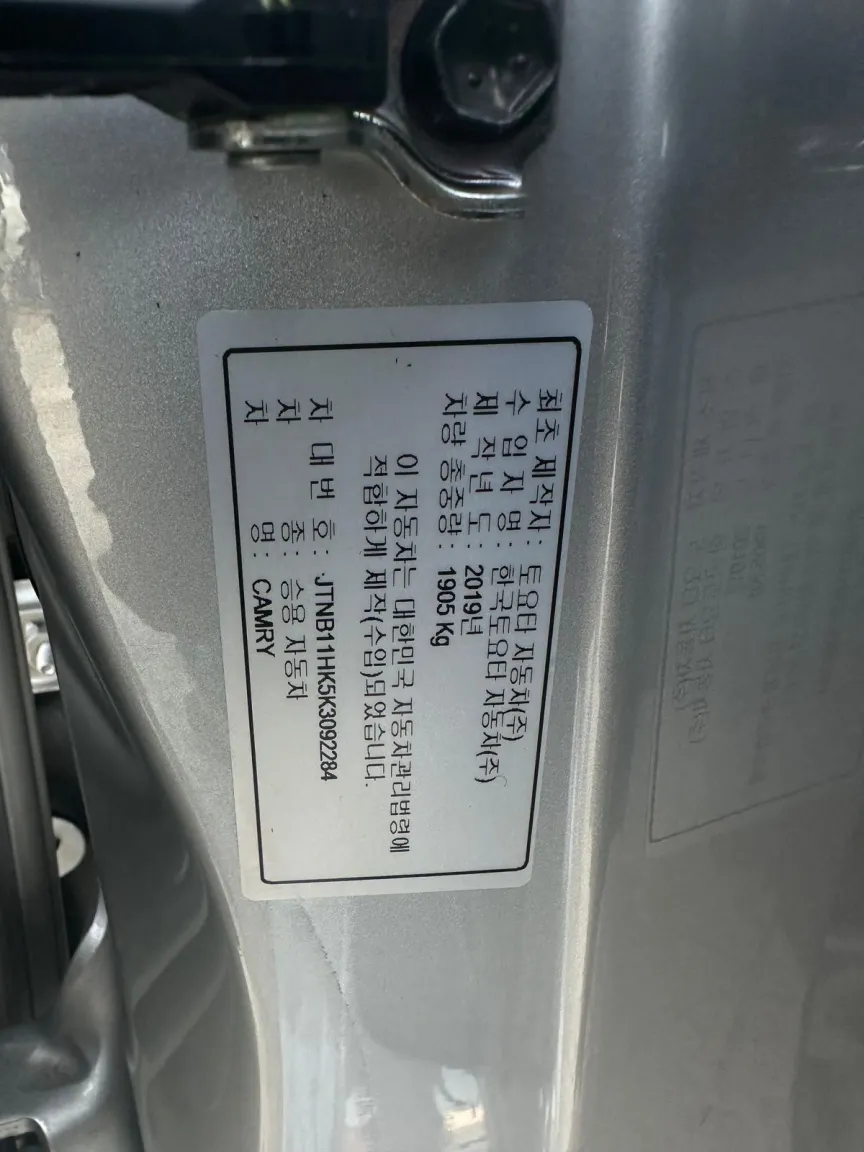 최초 제작자: 토요타 자동차(주)
수 입 자 명: 한국토요타 자동차(주)
제 작 년 도: 2019년
차량 총중량: 1905 Kg
이 자동차는 대한민국 자동차관리법령에
적합하게 제작(수입)되었습니다.
차 대 번 호: JTNB11HK5K3092284
차 종: 승용 자동차
차 명: CAMRY